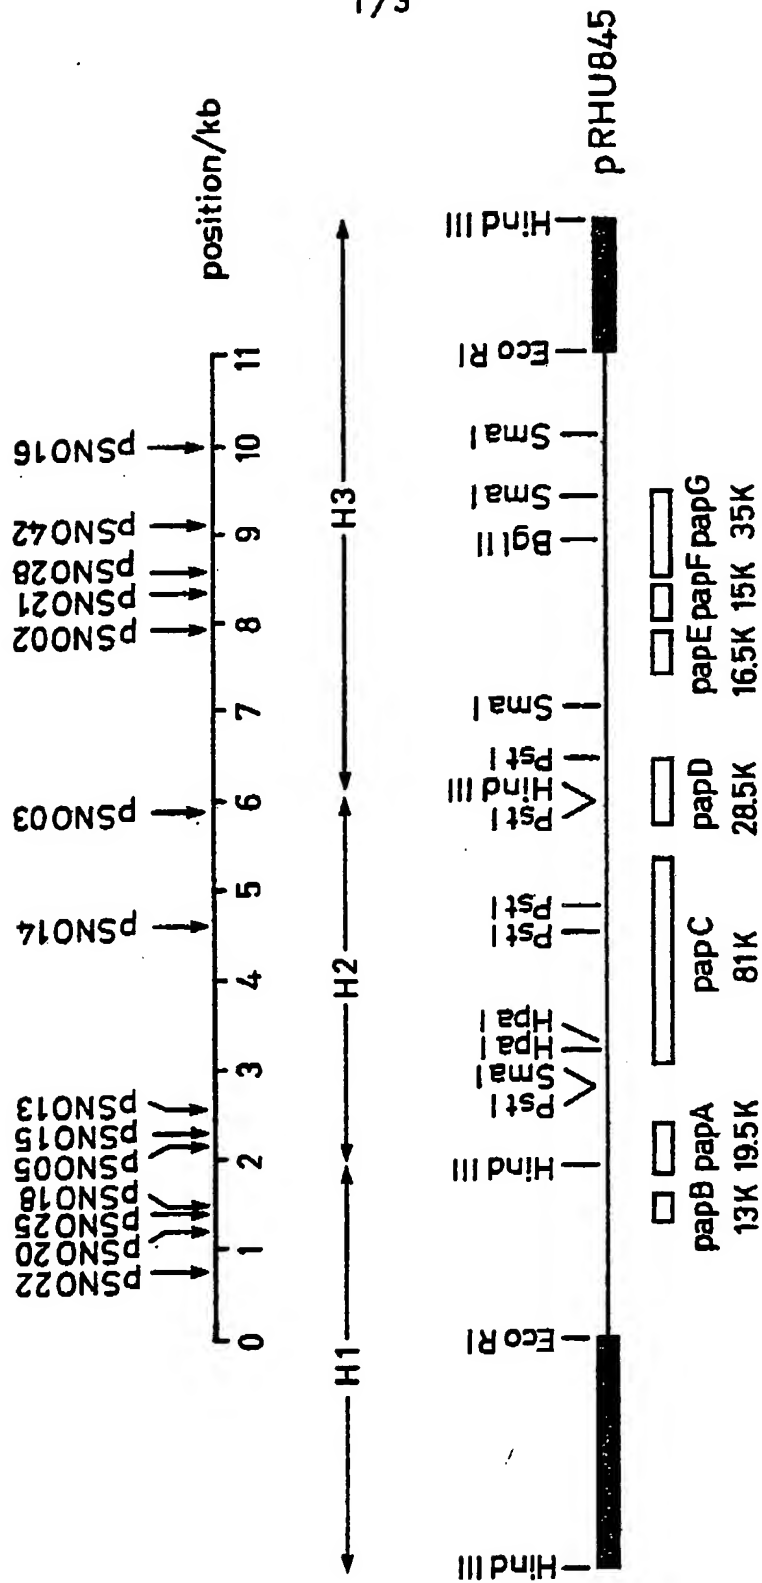 1/5
pSN022 pSN020 pSN025 pSN018 pSN005 pSN015 pSN013 pSN014 pSN003 pSN002 pSN021 pSN028 pSN042 pSN016
0 1 2 3 4 5 6 7 8 9 10 11 position/kb
H1 H2 H3
Hind III Eco RI Hind III Pst I Sma I Hpa I Hpa I Pst I Pst I Pst I Hind III Pst I Sma I Bgl II Sma I Sma I Eco RI Hind III
pRHU845
papB papA papC papD papE papF papG
13K 19.5K 81K 28.5K 16.5K 15K 35K